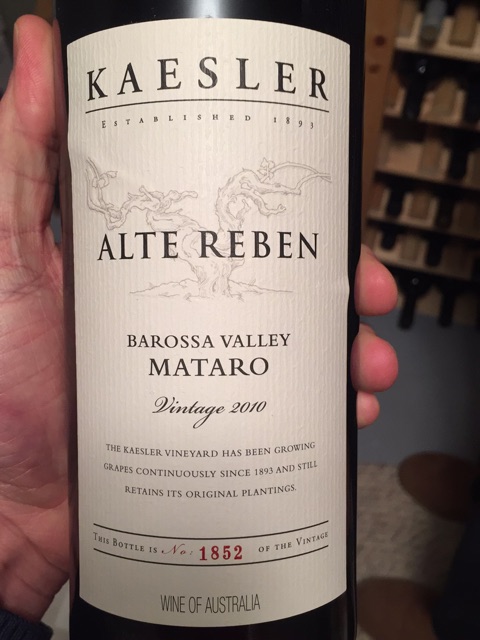 KAESLER
ESTABLISHED 1893
ALTE REBEN
BAROSSA VALLEY
MATARO
Vintage 2010
THE KAESLER VINEYARD HAS BEEN GROWING
GRAPES CONTINUOUSLY SINCE 1893 AND STILL
RETAINS ITS ORIGINAL PLANTINGS.
THIS BOTTLE IS No: 1852 OF THE VINTAGE
WINE OF AUSTRALIA